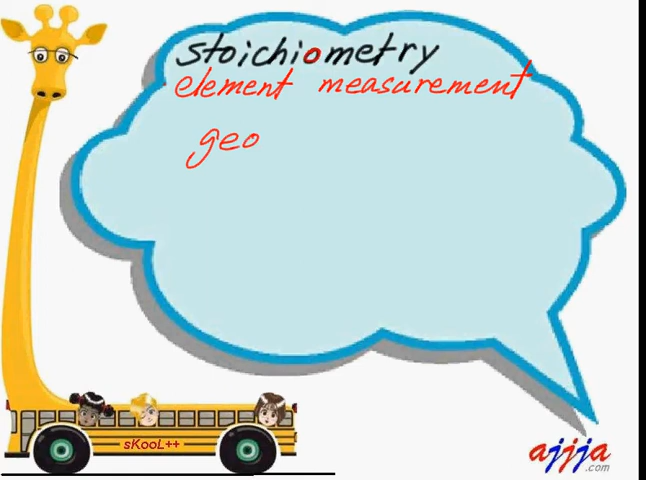 stoichiometry
element measurement
geo
sKooL++
ajjja
.com